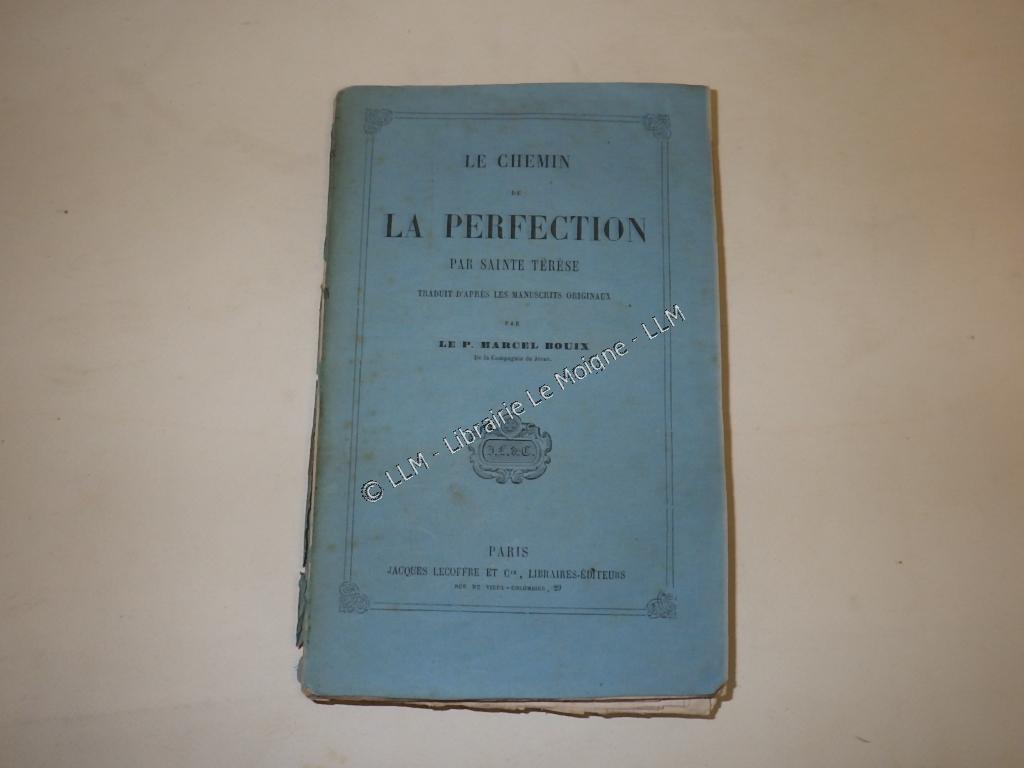 LE CHEMIN
DE
LA PERFECTION
PAR SAINTE TÉRÈSE
TRADUIT D'APRÈS LES MANUSCRITS ORIGINAUX
PAR
LE P. MARCEL BOUIX
De la Compagnie de Jésus.
© LLM - Librairie Le Moigne - LLM
J. L. & C.
PARIS
JACQUES LECOFFRE ET Cie, LIBRAIRES-ÉDITEURS
RUE DU VIEUX-COLOMBIER, 29